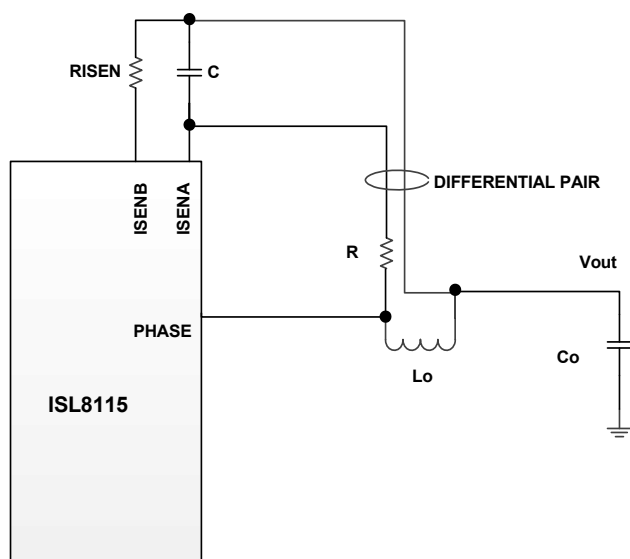 RISEN
C
ISENB
ISENA
DIFFERENTIAL PAIR
R
Vout
PHASE
Lo
Co
ISL8115